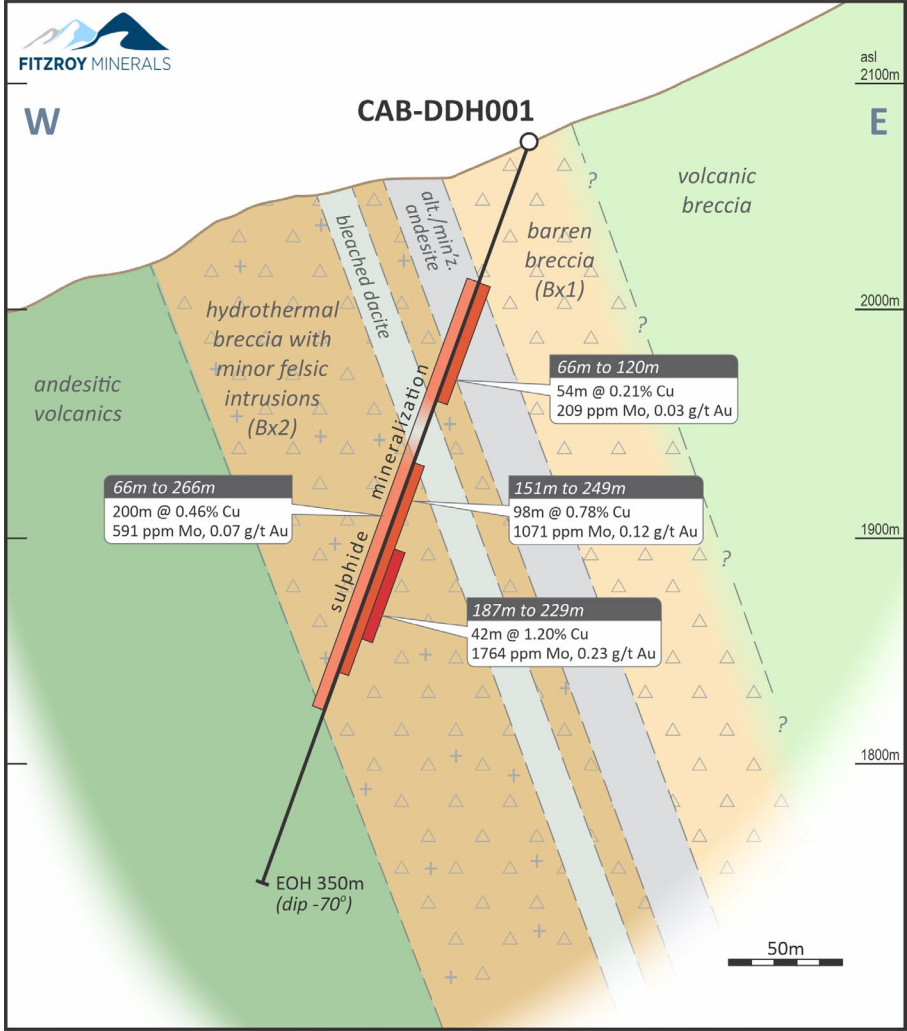 FITZROY MINERALS
asl
2100m
W
CAB-DDH001
E
volcanic
breccia
?
alt./min'z.
andesite
bleached dacite
barren
breccia
(Bx1)
2000m
?
hydrothermal
breccia with
minor felsic
intrusions
(Bx2)
andesitic
volcanics
66m to 120m
54m @ 0.21% Cu
209 ppm Mo, 0.03 g/t Au
sulphide mineralization
66m to 266m
200m @ 0.46% Cu
591 ppm Mo, 0.07 g/t Au
151m to 249m
98m @ 0.78% Cu
1071 ppm Mo, 0.12 g/t Au
1900m
?
187m to 229m
42m @ 1.20% Cu
1764 ppm Mo, 0.23 g/t Au
?
1800m
EOH 350m
(dip -70°)
50m